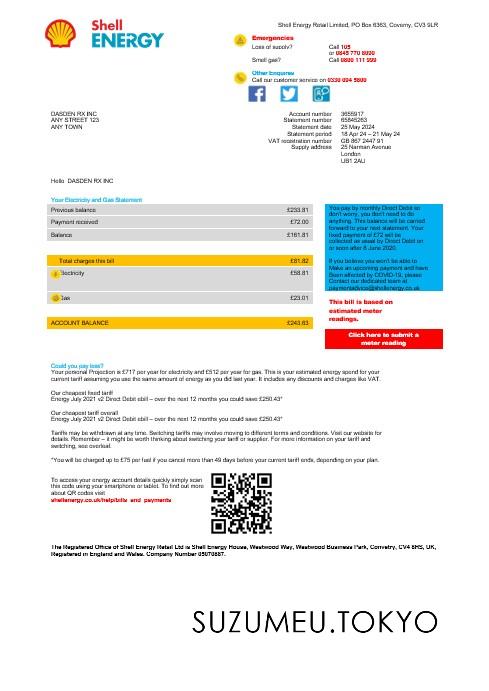 Shell
ENERGY
Shell Energy Retail Limited, PO Box 6363, Coventry, CV3 9LR
Emergencies
Loss of supply? Call 105
or 0845 770 8000
Smell gas? Call 0800 111 999
Other Enquires
Call our customer service on 0330 094 5800
DASDEN RX INC
ANY STREET 123
ANY TOWN
Account number 3655917
Statement number 65845263
Statement date 25 May 2024
Statement period 18 Apr 24 – 21 May 24
VAT registration number GB 867 2447 91
Supply address 25 Narman Avenue
London
UB1 2AU
Hello DASDEN RX INC
Your Electricity and Gas Statement
Previous balance £233.81
Payment received £72.00
Balance £161.81
Total charges this bill £81.82
Electricity £58.81
Gas £23.01
ACCOUNT BALANCE £243.63
You pay by monthly Direct Debit so
don't worry, you don't need to do
anything. This balance will be carried
forward to your next statement. Your
fixed payment of £72 will be
collected as usual by Direct Debit on
or soon after 8 June 2020.
If you believe you won't be able to
Make an upcoming payment and have
Been affected by COVID-19, please
Contact our dedicated team at
paymentadvice@shellenergy.co.uk
This bill is based on
estimated meter
readings.
Click here to submit a
meter reading
Could you pay less?
Your personal Projection is £717 per year for electricity and £512 per year for gas. This is your estimated energy spend for your
current tariff assuming you use the same amount of energy as you did last year. It includes any discounts and charges like VAT.
Our cheapest fixed tariff
Energy July 2021 v2 Direct Debit ebill – over the next 12 months you could save £250.43*
Our cheapest tariff overall
Energy July 2021 v2 Direct Debit ebill – over the next 12 months you could save £250.43*
Tariffs may be withdrawn at any time. Switching tariffs may involve moving to different terms and conditions. Visit our website for
details. Remember – it might be worth thinking about switching your tariff or supplier. For more information on your tariff and
switching, see overleaf.
*You will be charged up to £75 per fuel if you cancel more than 49 days before your current tariff ends, depending on your plan.
To access your energy account details quickly simply scan
this code using your smartphone or tablet. To find out more
about QR codes visit
shellenergy.co.uk/help/bills_and_payments
The Registered Office of Shell Energy Retail Ltd is Shell Energy House, Westwood Way, Westwood Business Park, Convetry, CV4 8HS, UK,
Registered in England and Wales. Company Number 05070887.
SUZUMEU.TOKYO